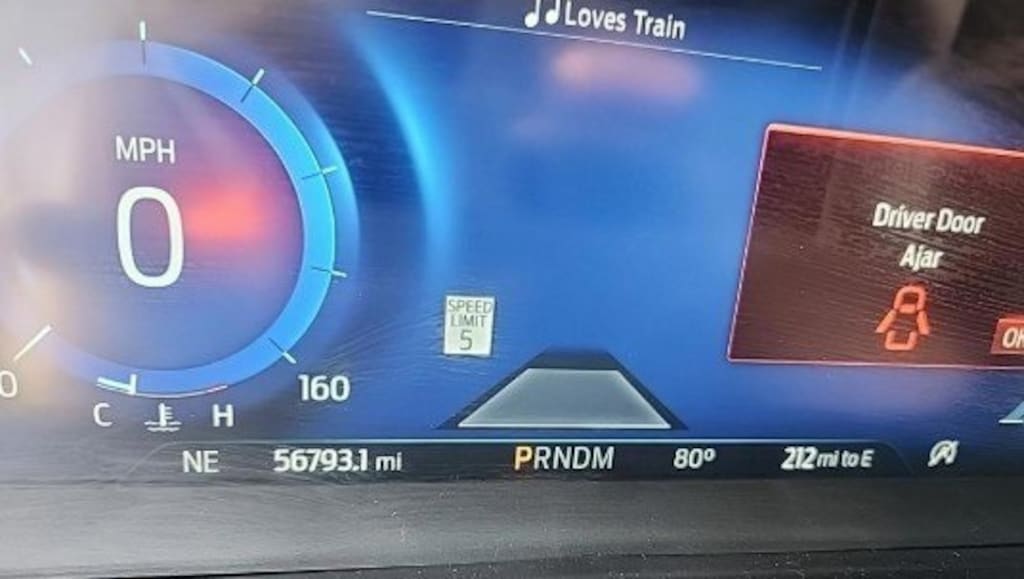 ♫Loves Train
MPH
0
Driver Door
Ajar
SPEED
LIMIT
5
0
160
C H
NE 56793.1 mi PRNDM 80° 212 mi to E